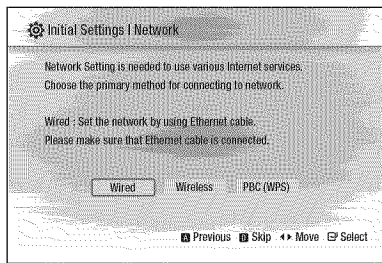 Initial Settings | Network
Network Setting is needed to use various Internet services.
Choose the primary method for connecting to network.
Wired : Set the network by using Ethernet cable.
Please make sure that Ethernet cable is connected.
Wired Wireless PBC (WPS)
A Previous D Skip Move Select